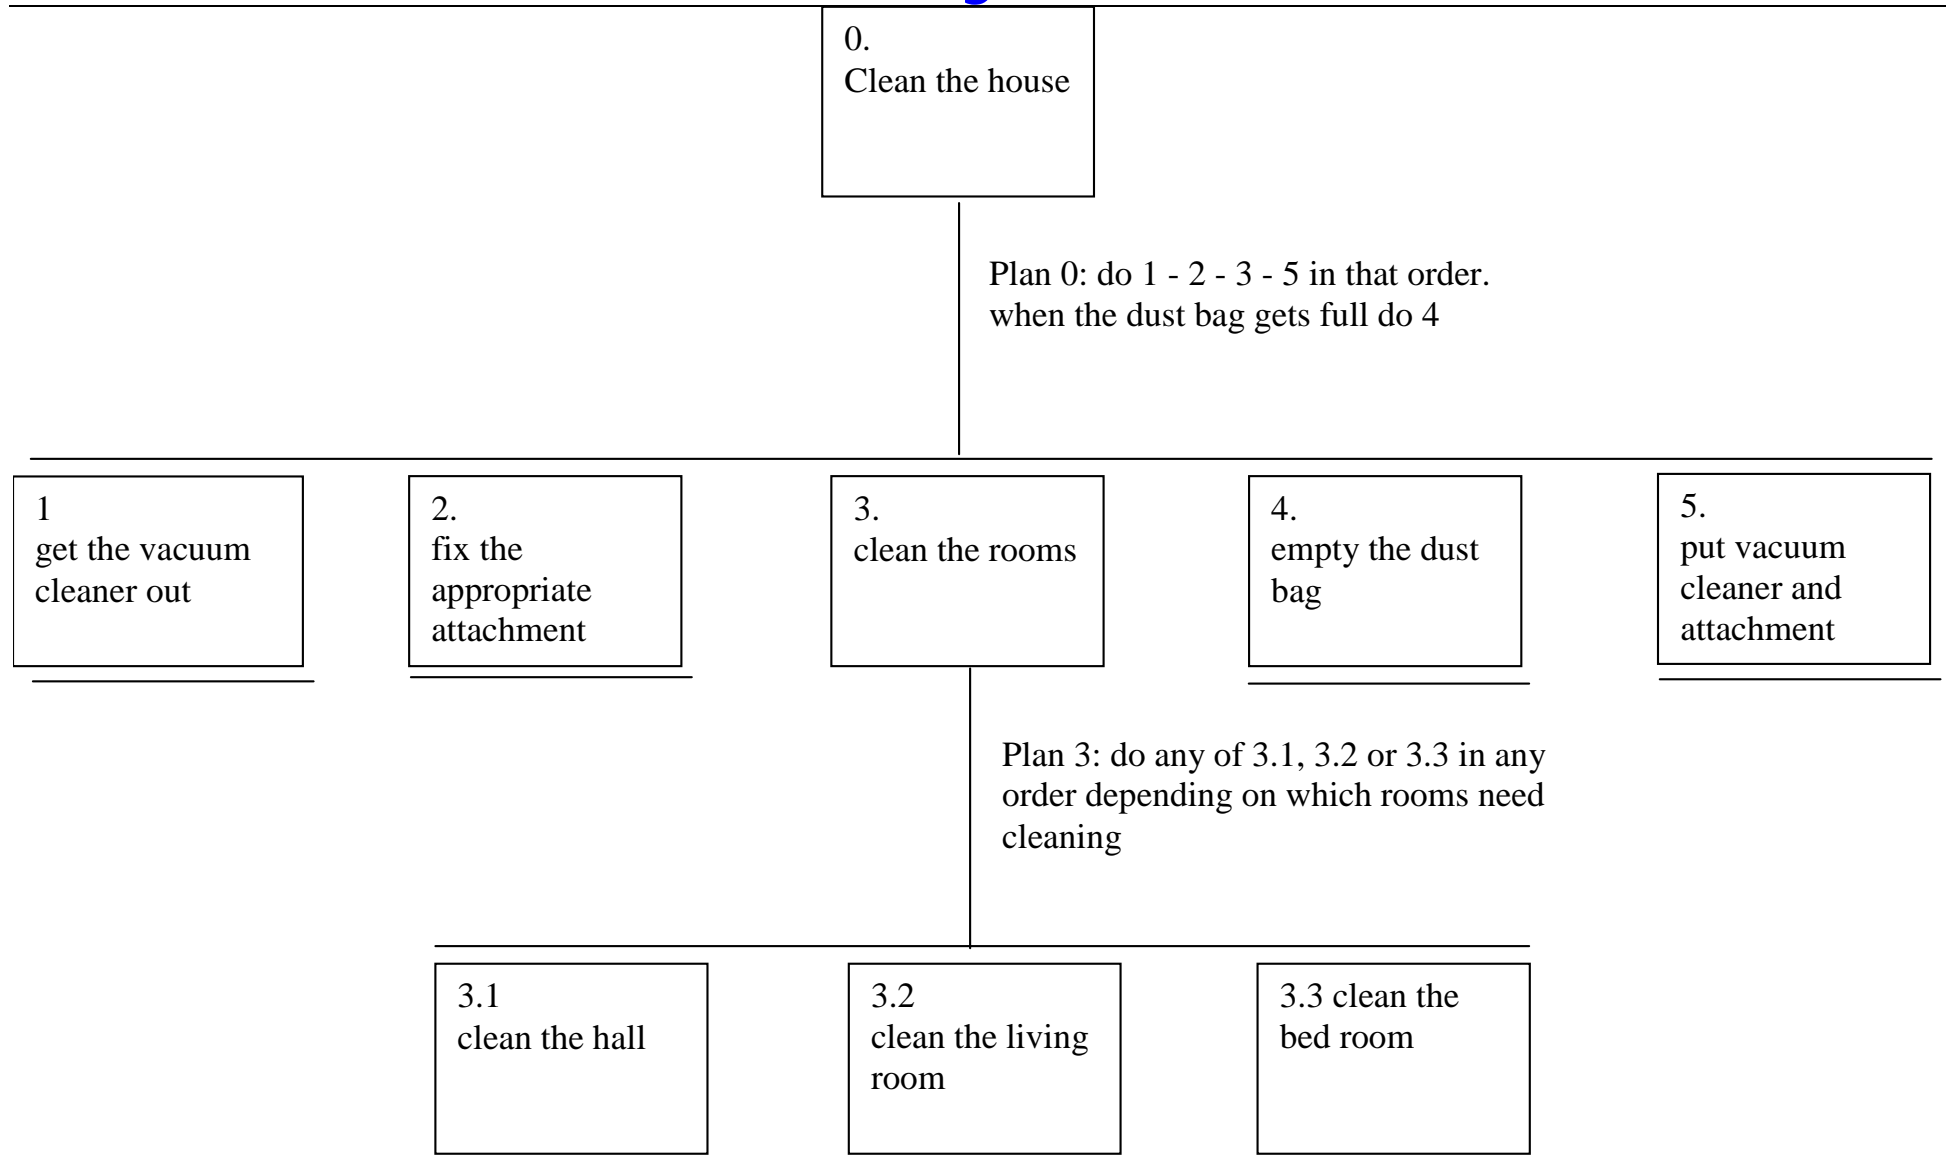 0.
Clean the house
Plan 0: do 1 - 2 - 3 - 5 in that order.
when the dust bag gets full do 4
1
get the vacuum
cleaner out
2.
fix the
appropriate
attachment
3.
clean the rooms
4.
empty the dust
bag
5.
put vacuum
cleaner and
attachment
Plan 3: do any of 3.1, 3.2 or 3.3 in any
order depending on which rooms need
cleaning
3.1
clean the hall
3.2
clean the living
room
3.3 clean the
bed room